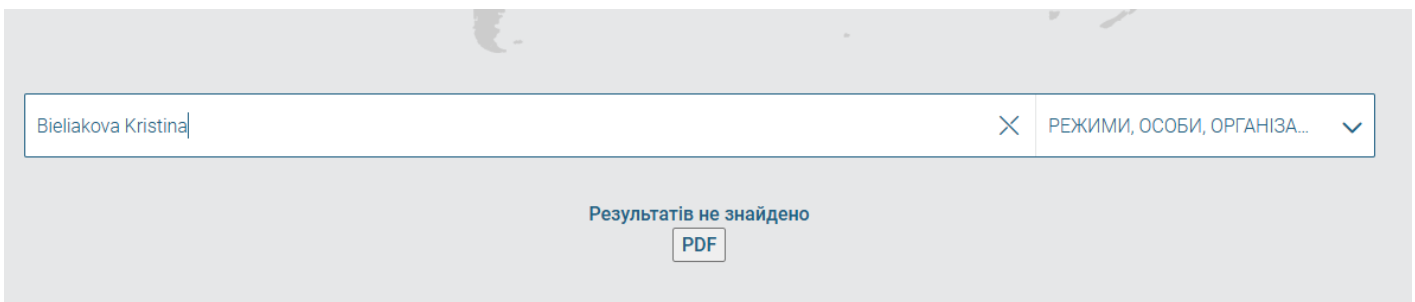 Bieliakova Kristina РЕЖИМИ, ОСОБИ, ОРГАНІЗА...
Результатів не знайдено
PDF